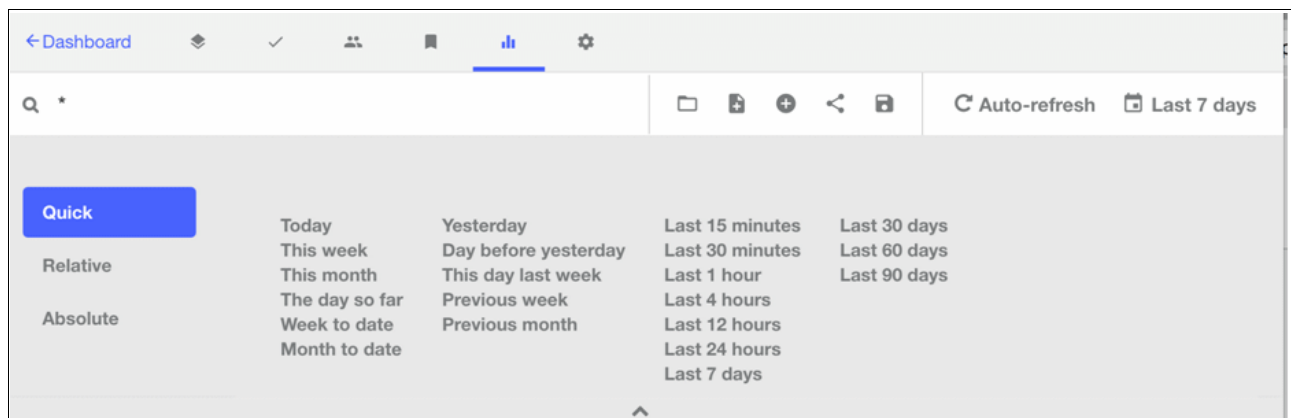 ←Dashboard
*
Auto-refresh
Last 7 days
Quick
Relative
Absolute
Today
This week
This month
The day so far
Week to date
Month to date
Yesterday
Day before yesterday
This day last week
Previous week
Previous month
Last 15 minutes
Last 30 minutes
Last 1 hour
Last 4 hours
Last 12 hours
Last 24 hours
Last 7 days
Last 30 days
Last 60 days
Last 90 days